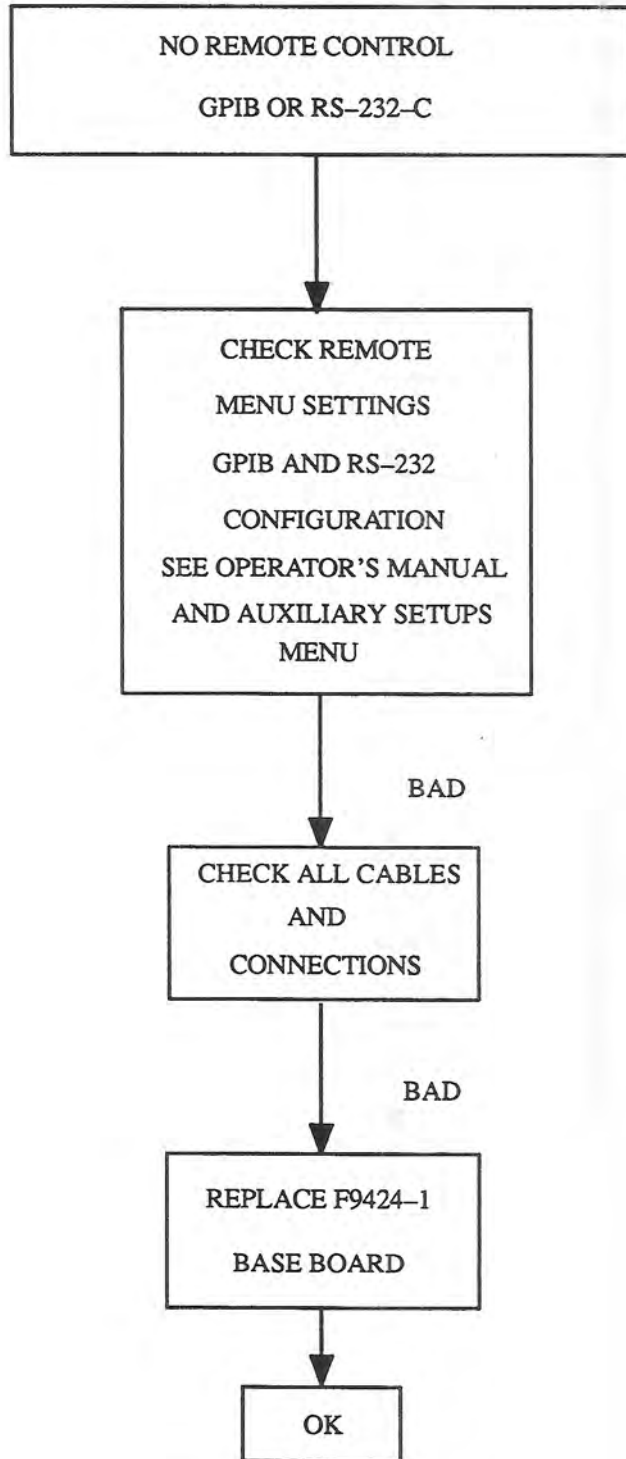 NO REMOTE CONTROL
GPIB OR RS–232–C
CHECK REMOTE
MENU SETTINGS
GPIB AND RS–232
CONFIGURATION
SEE OPERATOR'S MANUAL
AND AUXILIARY SETUPS
MENU
BAD
CHECK ALL CABLES
AND
CONNECTIONS
BAD
REPLACE F9424–1
BASE BOARD
OK